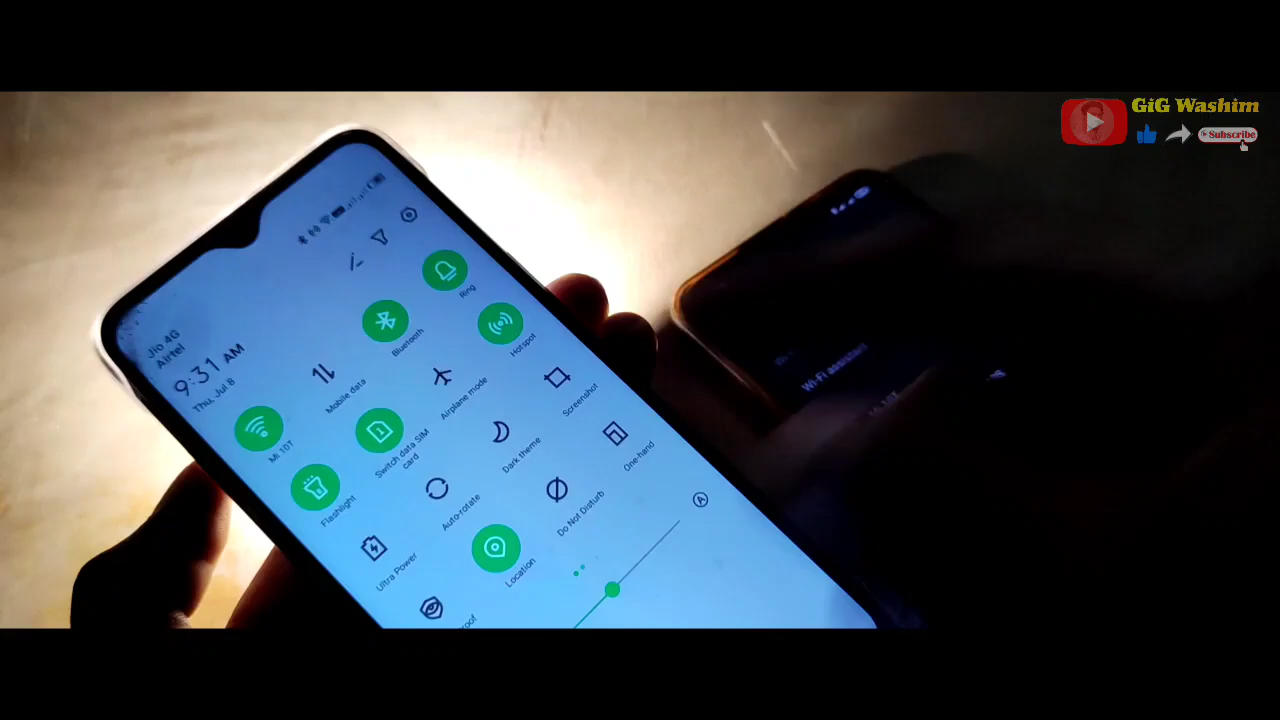 GiG Washim
Subscribe
Jio 4G
Airtel
9:31 AM
Thu, Jul 8
Ring
Bluetooth
Hotspot
Mobile data
Airplane mode
Screenshot
Mi 10T
Switch data SIM
card
Dark theme
One-hand
Flashlight
Auto-rotate
Do Not Disturb
Ultra Power
Location
Wi-Fi assistant